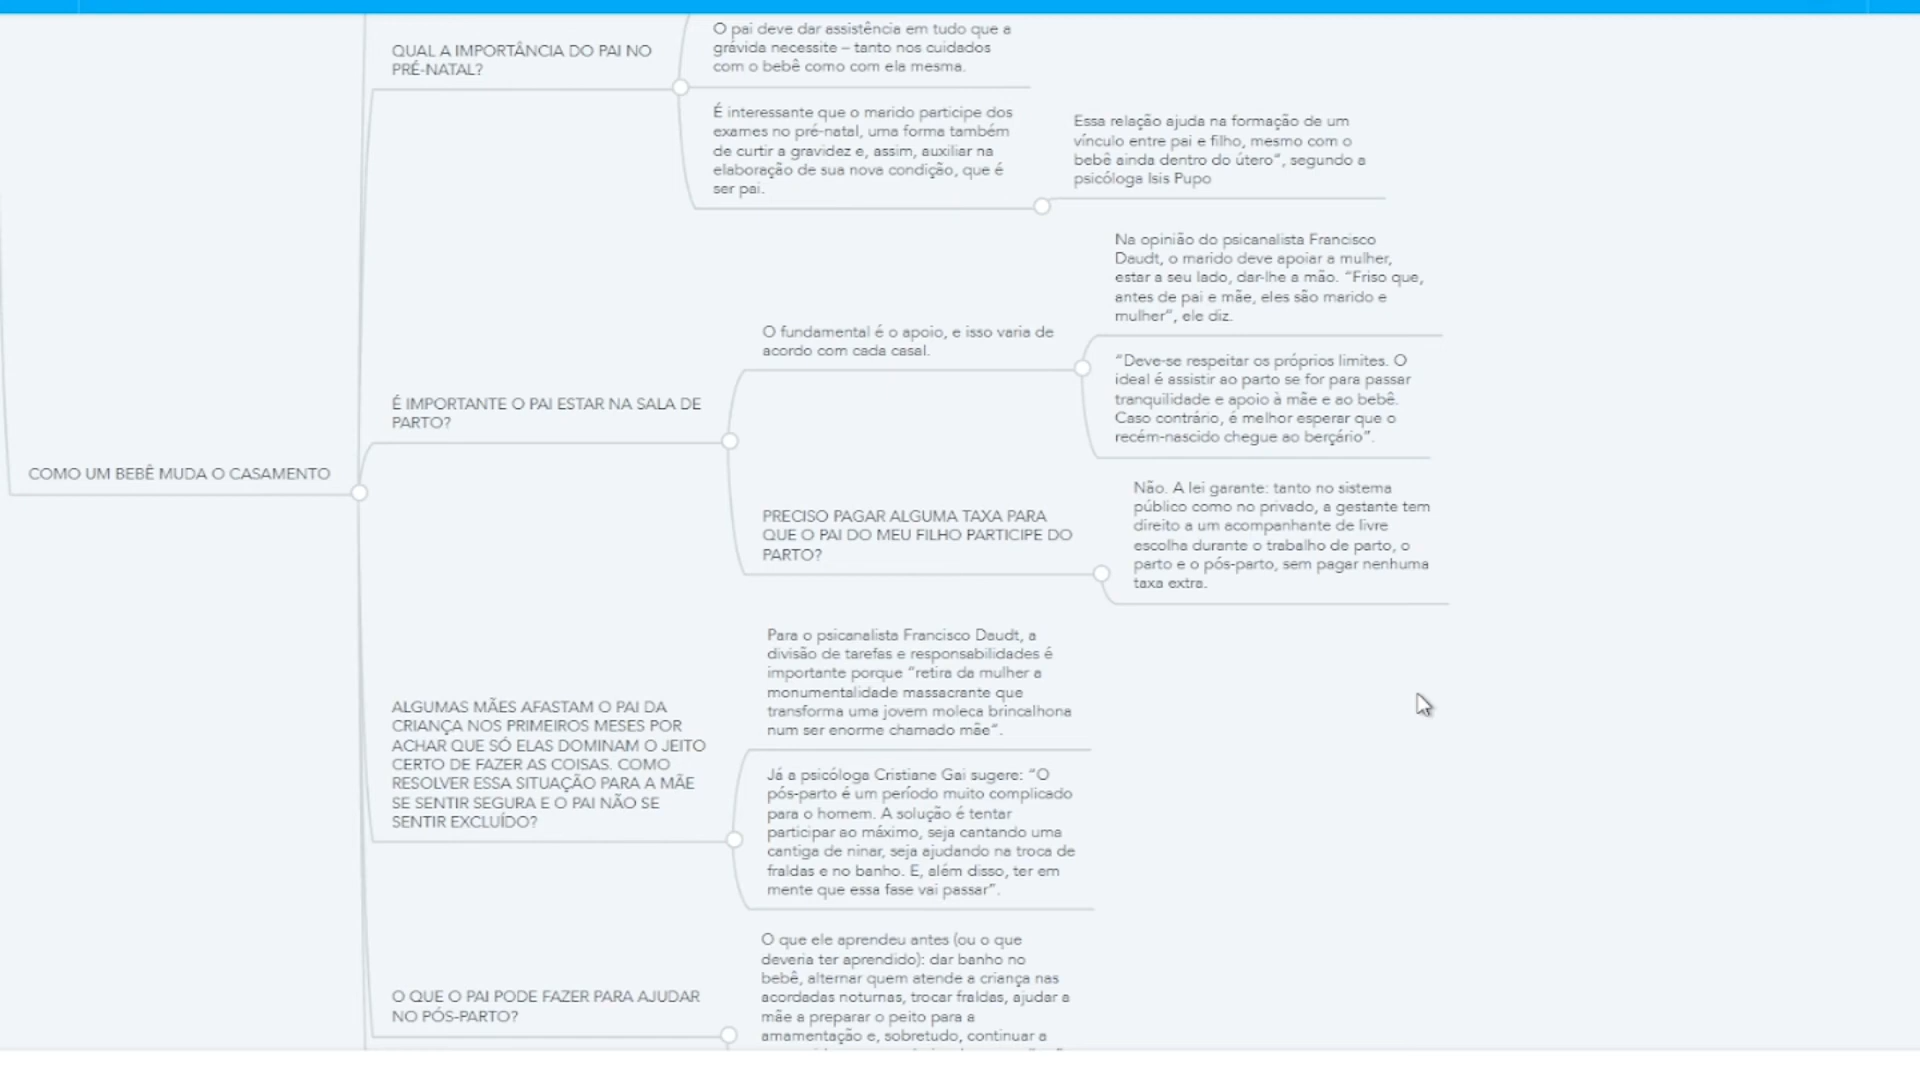 QUAL A IMPORTÂNCIA DO PAI NO
PRÉ-NATAL?
O pai deve dar assistência em tudo que a
grávida necessite – tanto nos cuidados
com o bebê como com ela mesma.
É interessante que o marido participe dos
exames no pré-natal, uma forma também
de curtir a gravidez e, assim, auxiliar na
elaboração de sua nova condição, que é
ser pai.
Essa relação ajuda na formação de um
vínculo entre pai e filho, mesmo com o
bebê ainda dentro do útero”, segundo a
psicóloga Isis Pupo
COMO UM BEBÊ MUDA O CASAMENTO
É IMPORTANTE O PAI ESTAR NA SALA DE
PARTO?
O fundamental é o apoio, e isso varia de
acordo com cada casal.
Na opinião do psicanalista Francisco
Daudt, o marido deve apoiar a mulher,
estar a seu lado, dar-lhe a mão. “Friso que,
antes de pai e mãe, eles são marido e
mulher”, ele diz.
“Deve-se respeitar os próprios limites. O
ideal é assistir ao parto se for para passar
tranquilidade e apoio à mãe e ao bebê.
Caso contrário, é melhor esperar que o
recém-nascido chegue ao berçário”.
PRECISO PAGAR ALGUMA TAXA PARA
QUE O PAI DO MEU FILHO PARTICIPE DO
PARTO?
Não. A lei garante: tanto no sistema
público como no privado, a gestante tem
direito a um acompanhante de livre
escolha durante o trabalho de parto, o
parto e o pós-parto, sem pagar nenhuma
taxa extra.
ALGUMAS MÃES AFASTAM O PAI DA
CRIANÇA NOS PRIMEIROS MESES POR
ACHAR QUE SÓ ELAS DOMINAM O JEITO
CERTO DE FAZER AS COISAS. COMO
RESOLVER ESSA SITUAÇÃO PARA A MÃE
SE SENTIR SEGURA E O PAI NÃO SE
SENTIR EXCLUÍDO?
Para o psicanalista Francisco Daudt, a
divisão de tarefas e responsabilidades é
importante porque “retira da mulher a
monumentalidade massacrante que
transforma uma jovem moleca brincalhona
num ser enorme chamado mãe”.
Já a psicóloga Cristiane Gai sugere: “O
pós-parto é um período muito complicado
para o homem. A solução é tentar
participar ao máximo, seja cantando uma
cantiga de ninar, seja ajudando na troca de
fraldas e no banho. E, além disso, ter em
mente que essa fase vai passar”.
O QUE O PAI PODE FAZER PARA AJUDAR
NO PÓS-PARTO?
O que ele aprendeu antes (ou o que
deveria ter aprendido): dar banho no
bebê, alternar quem atende a criança nas
acordadas noturnas, trocar fraldas, ajudar a
mãe a preparar o peito para a
amamentação e, sobretudo, continuar a